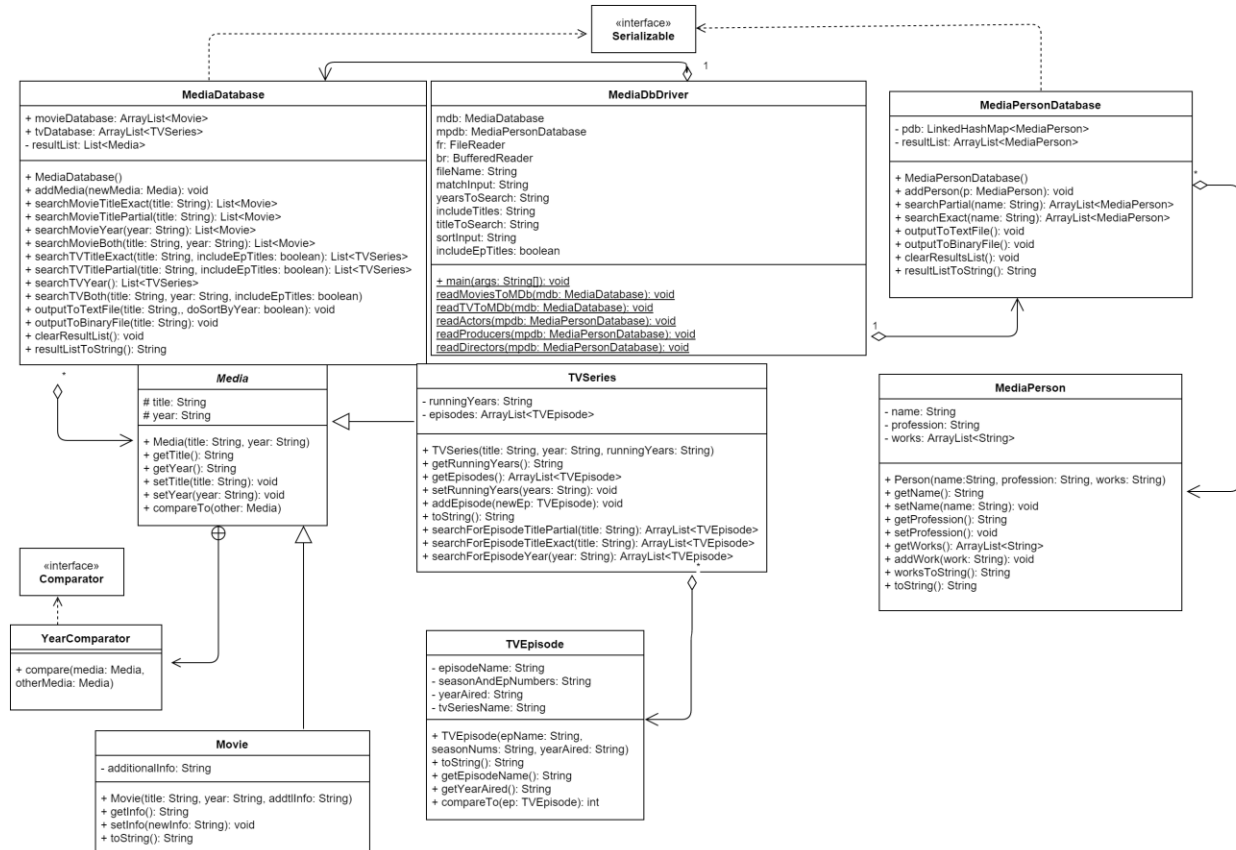 «interface»
Serializable
1
MediaDatabase
+ movieDatabase: ArrayList<Movie>
+ tvDatabase: ArrayList<TVSeries>
- resultList: List<Media>
+ MediaDatabase()
+ addMedia(newMedia: Media): void
+ searchMovieTitleExact(title: String): List<Movie>
+ searchMovieTitlePartial(title: String): List<Movie>
+ searchMovieYear(year: String): List<Movie>
+ searchMovieBoth(title: String, year: String): List<Movie>
+ searchTVTitleExact(title: String, includeEpTitles: boolean): List<TVSeries>
+ searchTVTitlePartial(title: String, includeEpTitles: boolean): List<TVSeries>
+ searchTVYear(): List<TVSeries>
+ searchTVBoth(title: String, year: String, includeEpTitles: boolean)
+ outputToTextFile(title: String,, doSortByYear: boolean): void
+ outputToBinaryFile(title: String): void
+ clearResultList(): void
+ resultListToString(): String
*
MediaDbDriver
mdb: MediaDatabase
mpdb: MediaPersonDatabase
fr: FileReader
br: BufferedReader
fileName: String
matchInput: String
yearsToSearch: String
includeTitles: String
titleToSearch: String
sortInput: String
includeEpTitles: boolean
+ main(args: String[]): void
readMoviesToMDb(mdb: MediaDatabase): void
readTVToMDb(mdb: MediaDatabase): void
readActors(mpdb: MediaPersonDatabase): void
readProducers(mpdb: MediaPersonDatabase): void
readDirectors(mpdb: MediaPersonDatabase): void
1
MediaPersonDatabase
- pdb: LinkedHashMap<MediaPerson>
- resultList: ArrayList<MediaPerson>
+ MediaPersonDatabase()
+ addPerson(p: MediaPerson): void
+ searchPartial(name: String): ArrayList<MediaPerson>
+ searchExact(name: String): ArrayList<MediaPerson>
+ outputToTextFile(): void
+ outputToBinaryFile(): void
+ clearResultsList(): void
+ resultListToString(): String
*
Media
# title: String
# year: String
+ Media(title: String, year: String)
+ getTitle(): String
+ getYear(): String
+ setTitle(title: String): void
+ setYear(year: String): void
+ compareTo(other: Media)
TVSeries
- runningYears: String
- episodes: ArrayList<TVEpisode>
+ TVSeries(title: String, year: String, runningYears: String)
+ getRunningYears(): String
+ getEpisodes(): ArrayList<TVEpisode>
+ setRunningYears(years: String): void
+ addEpisode(newEp: TVEpisode): void
+ toString(): String
+ searchForEpisodeTitlePartial(title: String): ArrayList<TVEpisode>
+ searchForEpisodeTitleExact(title: String): ArrayList<TVEpisode>
+ searchForEpisodeYear(year: String): ArrayList<TVEpisode>
*
MediaPerson
- name: String
- profession: String
- works: ArrayList<String>
+ Person(name:String, profession: String, works: String)
+ getName(): String
+ setName(name: String): void
+ getProfession(): String
+ setProfession(): void
+ getWorks(): ArrayList<String>
+ addWork(work: String): void
+ worksToString(): String
+ toString(): String
«interface»
Comparator
YearComparator
+ compare(media: Media,
otherMedia: Media)
TVEpisode
- episodeName: String
- seasonAndEpNumbers: String
- yearAired: String
- tvSeriesName: String
+ TVEpisode(epName: String,
seasonNums: String, yearAired: String)
+ toString(): String
+ getEpisodeName(): String
+ getYearAired(): String
+ compareTo(ep: TVEpisode): int
Movie
- additionalInfo: String
+ Movie(title: String, year: String, addtlInfo: String)
+ getInfo(): String
+ setInfo(newInfo: String): void
+ toString(): String